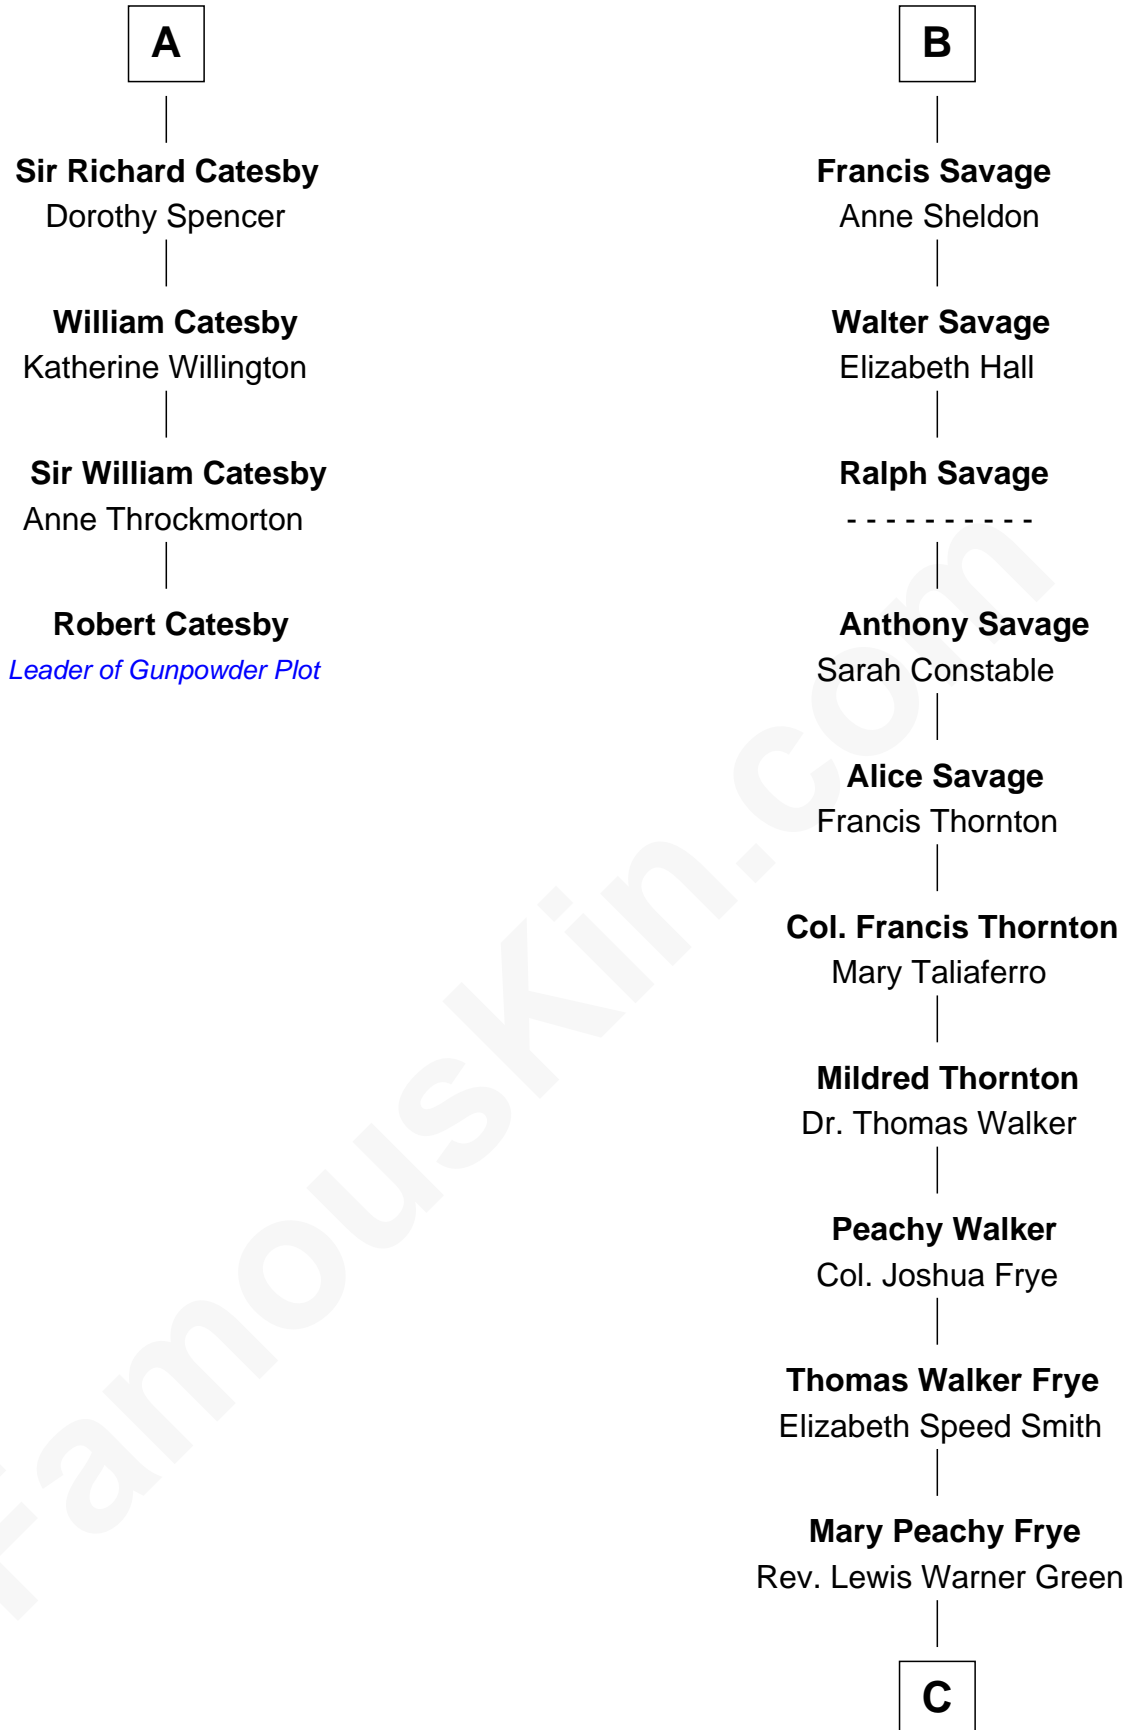 A
Sir Richard Catesby
Dorothy Spencer
William Catesby
Katherine Willington
Sir William Catesby
Anne Throckmorton
Robert Catesby
Leader of Gunpowder Plot
B
Francis Savage
Anne Sheldon
Walter Savage
Elizabeth Hall
Ralph Savage
- - - - - - - - - -
Anthony Savage
Sarah Constable
Alice Savage
Francis Thornton
Col. Francis Thornton
Mary Taliaferro
Mildred Thornton
Dr. Thomas Walker
Peachy Walker
Col. Joshua Frye
Thomas Walker Frye
Elizabeth Speed Smith
Mary Peachy Frye
Rev. Lewis Warner Green
C
FamousKin.com